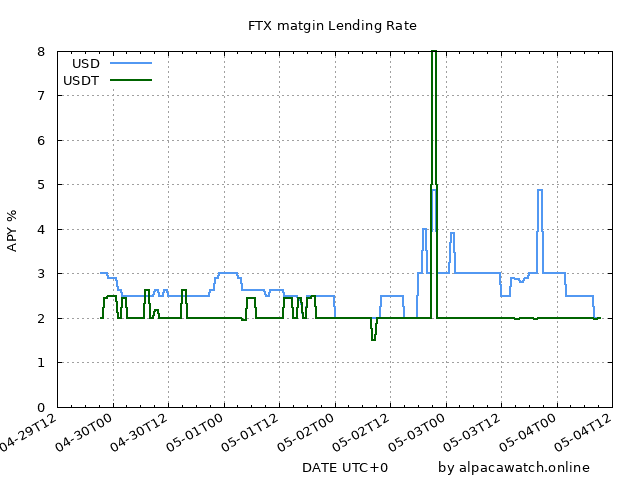 FTX matgin Lending Rate
USD
USDT
8
7
6
5
4
3
2
1
0
APY %
04-29T12
04-30T00
04-30T12
05-01T00
05-01T12
05-02T00
05-02T12
05-03T00
05-03T12
05-04T00
05-04T12
DATE UTC+0
by alpacawatch.online